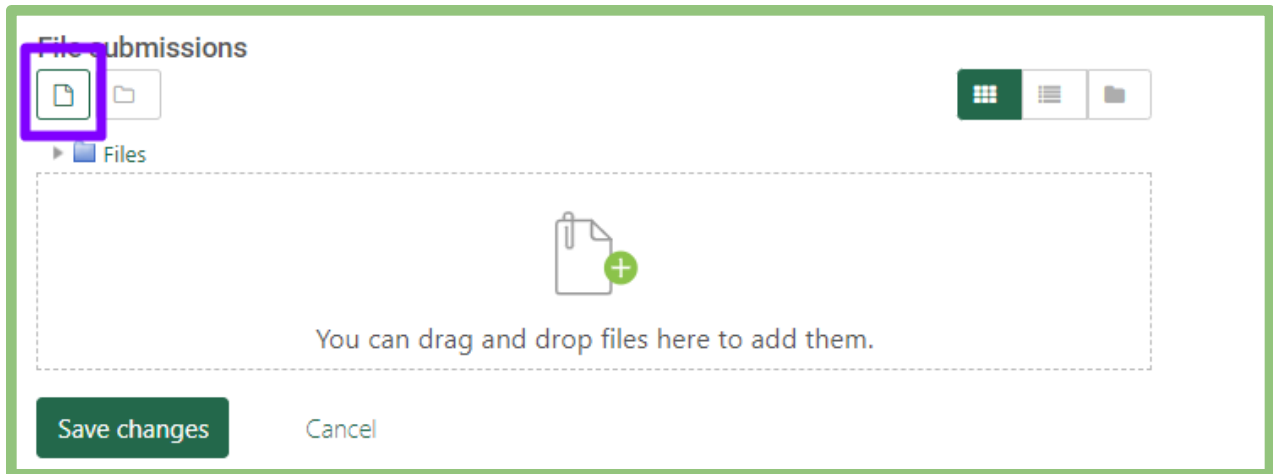 File submissions
Files
You can drag and drop files here to add them.
Save changes
Cancel